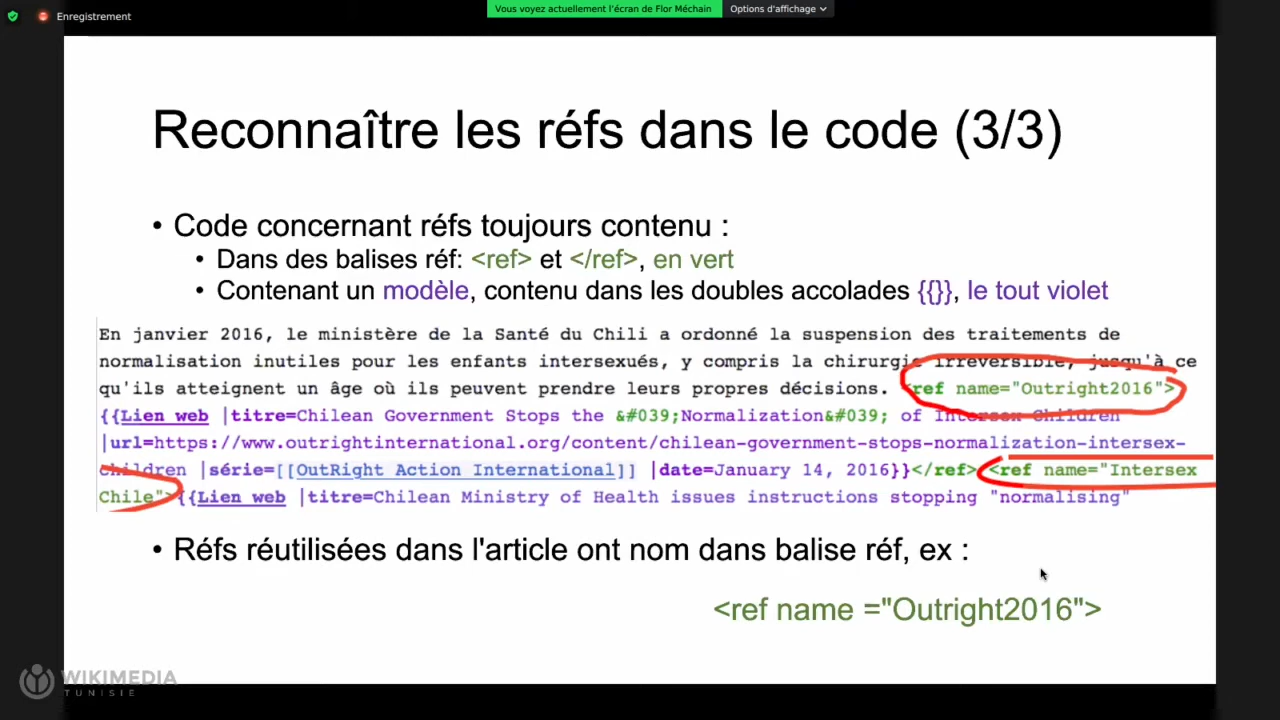 Enregistrement
Vous voyez actuellement l'écran de Flor Méchain
Options d'affichage
Reconnaître les réfs dans le code (3/3)
• Code concernant réfs toujours contenu :
• Dans des balises réf: <ref> et </ref>, en vert
• Contenant un modèle, contenu dans les doubles accolades {{}}, le tout violet
En janvier 2016, le ministère de la Santé du Chili a ordonné la suspension des traitements de
normalisation inutiles pour les enfants intersexués, y compris la chirurgie irréversible, jusqu'à ce
qu'ils atteignent un âge où ils peuvent prendre leurs propres décisions. <ref name="Outright2016">
{{Lien web |titre=Chilean Government Stops the &#039;Normalization&#039; of Intersex Children
|url=https://www.outrightinternational.org/content/chilean-government-stops-normalization-intersex-
children |série=[[OutRight Action International]] |date=January 14, 2016}}</ref> <ref name="Intersex
Chile">{{Lien web |titre=Chilean Ministry of Health issues instructions stopping "normalising"
• Réfs réutilisées dans l'article ont nom dans balise réf, ex :
<ref name ="Outright2016">
WIKIMEDIA
TUNISIE